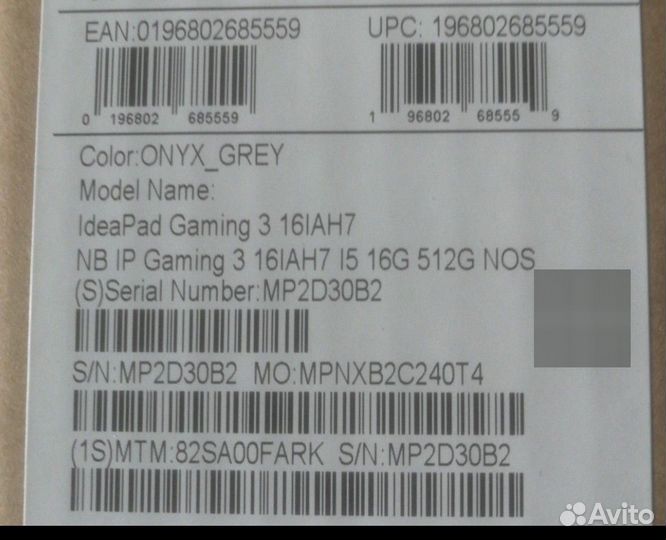 EAN:0196802685559 UPC: 196802685559
0 196802 685559 1 96802 68555 9
Color:ONYX_GREY
Model Name:
IdeaPad Gaming 3 16IAH7
NB IP Gaming 3 16IAH7 I5 16G 512G NOS
(S)Serial Number:MP2D30B2
S/N:MP2D30B2 MO:MPNXB2C240T4
(1S)MTM:82SA00FARK S/N:MP2D30B2
Avito